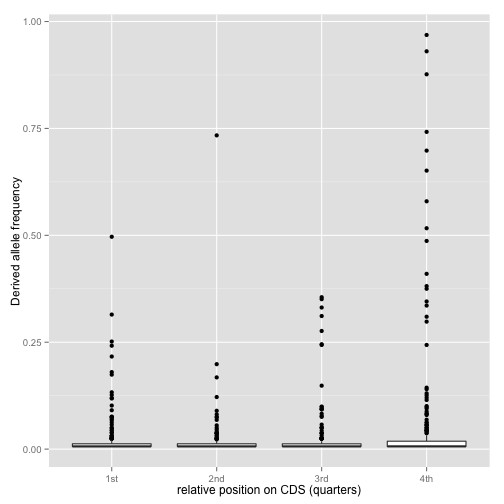 1.00
0.75
0.50
0.25
0.00
Derived allele frequency
1st 2nd 3rd 4th
relative position on CDS (quarters)